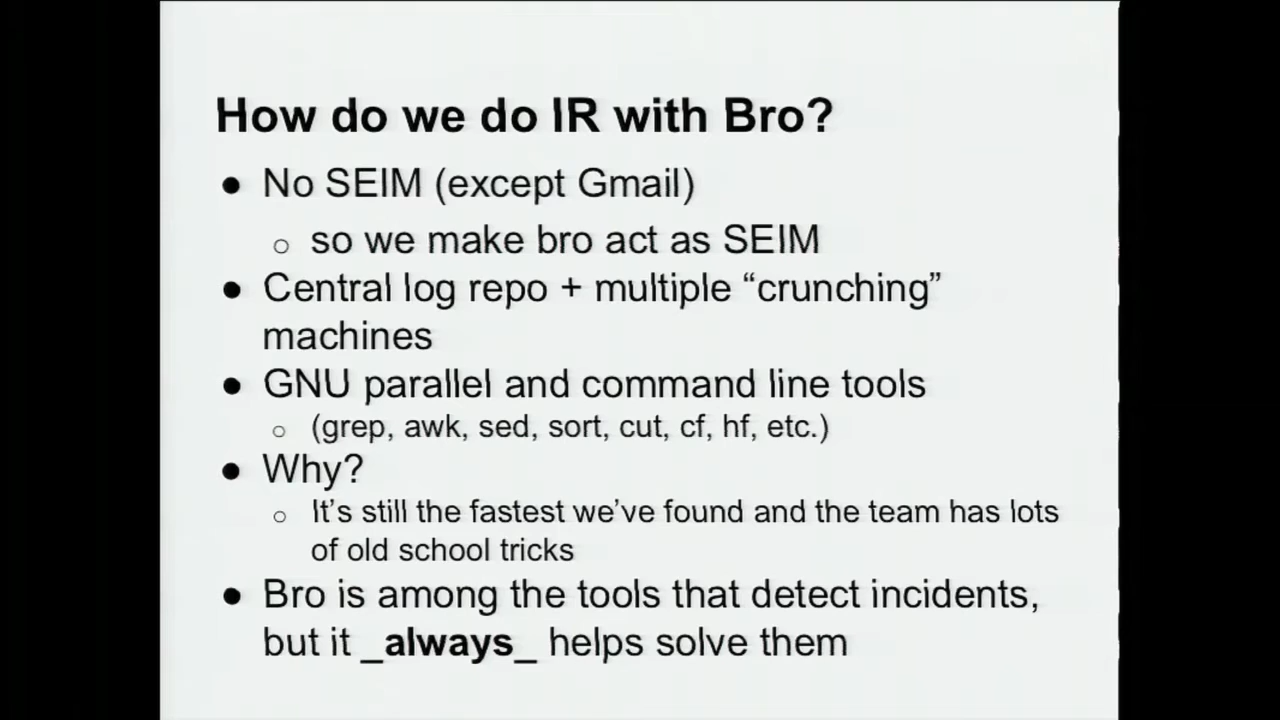 How do we do IR with Bro?
● No SEIM (except Gmail)
○ so we make bro act as SEIM
● Central log repo + multiple “crunching”
machines
● GNU parallel and command line tools
○ (grep, awk, sed, sort, cut, cf, hf, etc.)
● Why?
○ It’s still the fastest we’ve found and the team has lots
of old school tricks
● Bro is among the tools that detect incidents,
but it _always_ helps solve them